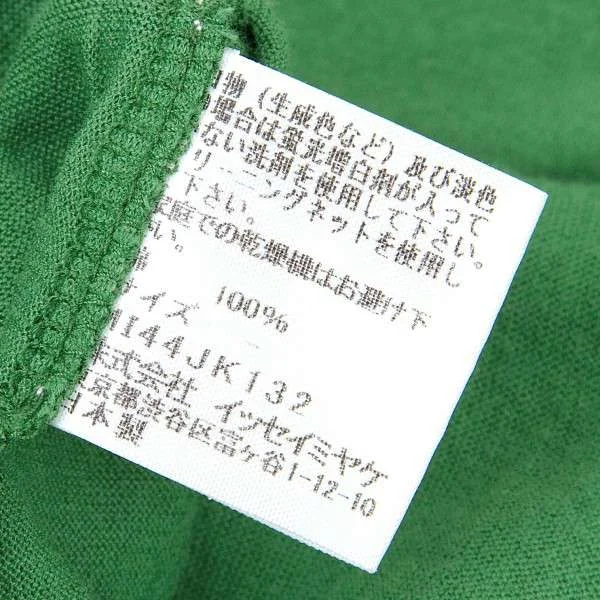 物（生成色など）及び淡色
の場合は蛍光増白剤が入って
ない洗剤を使用して下さい。
リーニングネットを使用し
下さい。
家庭での乾燥機はお避け下
さい。
綿 100%
サイズ
MI44JK132
株式会社 イッセイミヤケ
東京都渋谷区富ヶ谷1-12-10
日本製